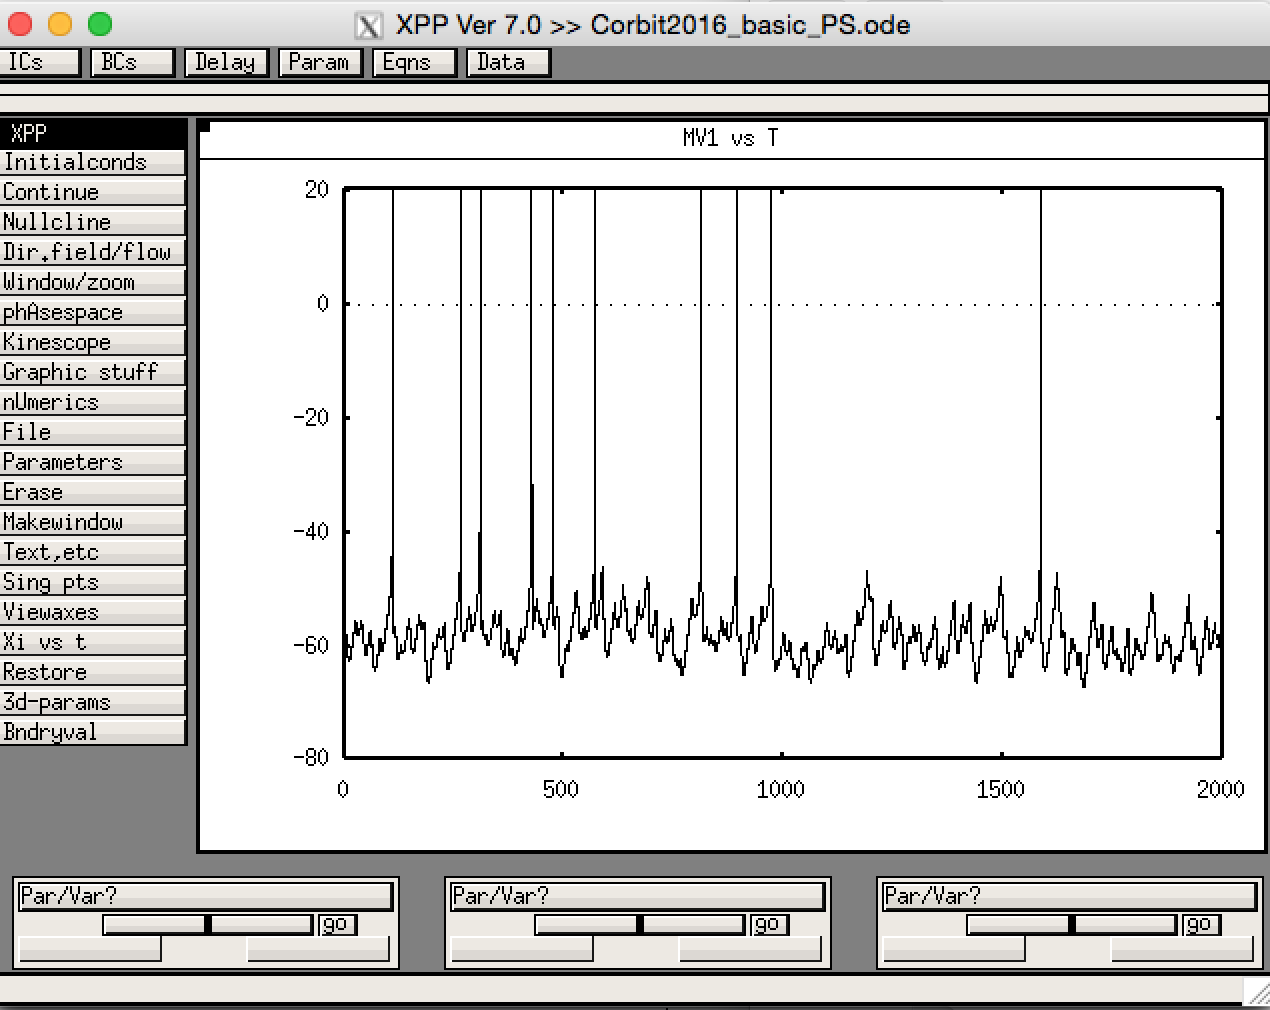 XPP Ver 7.0 >> Corbit2016_basic_PS.ode
ICs BCs Delay Param Eqns Data
XPP
Initialconds
Continue
Nullcline
Dir.field/flow
Window/zoom
phAsespace
Kinescope
Graphic stuff
nUmerics
File
Parameters
Erase
Makewindow
Text,etc
Sing pts
Viewaxes
Xi vs t
Restore
3d-params
Bndryval
MV1 vs T
20
0
-20
-40
-60
-80
0 500 1000 1500 2000
Par/Var? Par/Var? Par/Var?
go go go